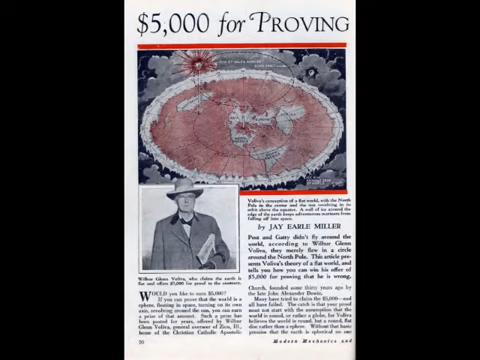 $5,000 for PROVING
Voliva's conception of a flat world, with the North
Pole in the center and the sun revolving in its
orbit above the equator. A wall of ice around the
edge of the earth keeps adventurous mariners from
falling off into space.
by JAY EARLE MILLER
Post and Gatty didn't fly around the
world, according to Wilbur Glenn
Voliva, they merely flew in a circle
around the North Pole. This article pre-
sents Voliva's theory of a flat world, and
tells you how you can win his offer of
$5,000 for proving that he is wrong.
Wilbur Glenn Voliva, who claims the earth is
flat and offers $5,000 for proof to the contrary.
WOULD you like to earn $5,000?
If you can prove that the world is a
sphere, floating in space, turning on its own
axis, revolving around the sun, you can earn
a prize of that amount. Such a prize has
been posted for years, offered by Wilbur
Glenn Voliva, general overseer of Zion, Ill.,
home of the Christian Catholic Apostolic
Church, founded some thirty years ago by
the late John Alexander Dowie.
Many have tried to claim the $5,000—and
all have failed. The catch is that your proof
must not start with the assumption that
the world is round, or rather a globe, for Voliva
believes the world is round, but a round, flat
disc rather than a sphere. Without that basic
premise that the earth is spherical no one
20
Modern Mechanics and